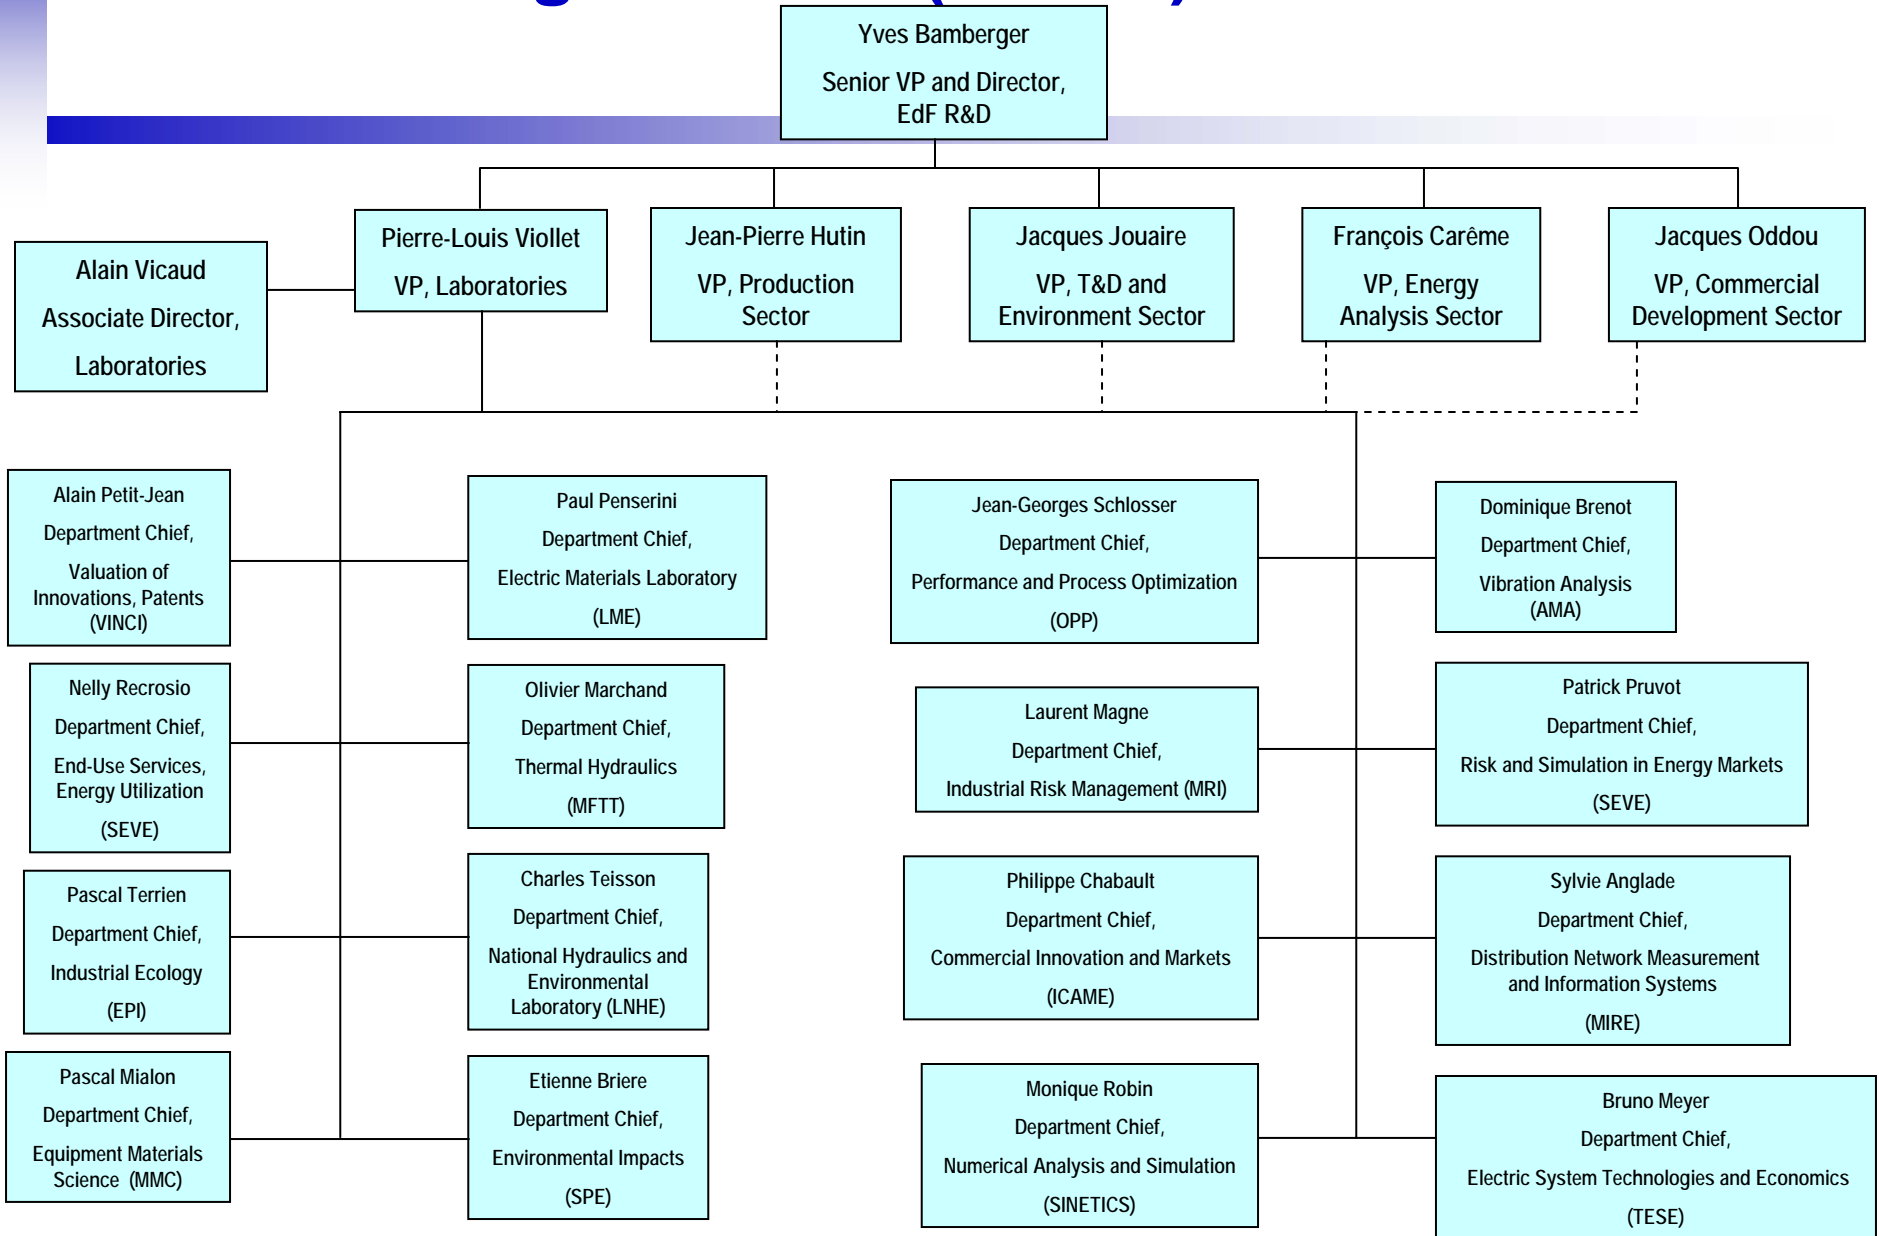 Yves Bamberger
Senior VP and Director,
EdF R&D
Pierre-Louis Viollet
VP, Laboratories
Jean-Pierre Hutin
VP, Production
Sector
Jacques Jouaire
VP, T&D and
Environment Sector
François Carême
VP, Energy
Analysis Sector
Jacques Oddou
VP, Commercial
Development Sector
Alain Vicaud
Associate Director,
Laboratories
Alain Petit-Jean
Department Chief,
Valuation of
Innovations, Patents
(VINCI)
Paul Penserini
Department Chief,
Electric Materials Laboratory
(LME)
Jean-Georges Schlosser
Department Chief,
Performance and Process Optimization
(OPP)
Dominique Brenot
Department Chief,
Vibration Analysis
(AMA)
Nelly Recrosio
Department Chief,
End-Use Services,
Energy Utilization
(SEVE)
Olivier Marchand
Department Chief,
Thermal Hydraulics
(MFTT)
Laurent Magne
Department Chief,
Industrial Risk Management (MRI)
Patrick Pruvot
Department Chief,
Risk and Simulation in Energy Markets
(SEVE)
Pascal Terrien
Department Chief,
Industrial Ecology
(EPI)
Charles Teisson
Department Chief,
National Hydraulics and
Environmental
Laboratory (LNHE)
Philippe Chabault
Department Chief,
Commercial Innovation and Markets
(ICAME)
Sylvie Anglade
Department Chief,
Distribution Network Measurement
and Information Systems
(MIRE)
Pascal Mialon
Department Chief,
Equipment Materials
Science (MMC)
Etienne Briere
Department Chief,
Environmental Impacts
(SPE)
Monique Robin
Department Chief,
Numerical Analysis and Simulation
(SINETICS)
Bruno Meyer
Department Chief,
Electric System Technologies and Economics
(TESE)